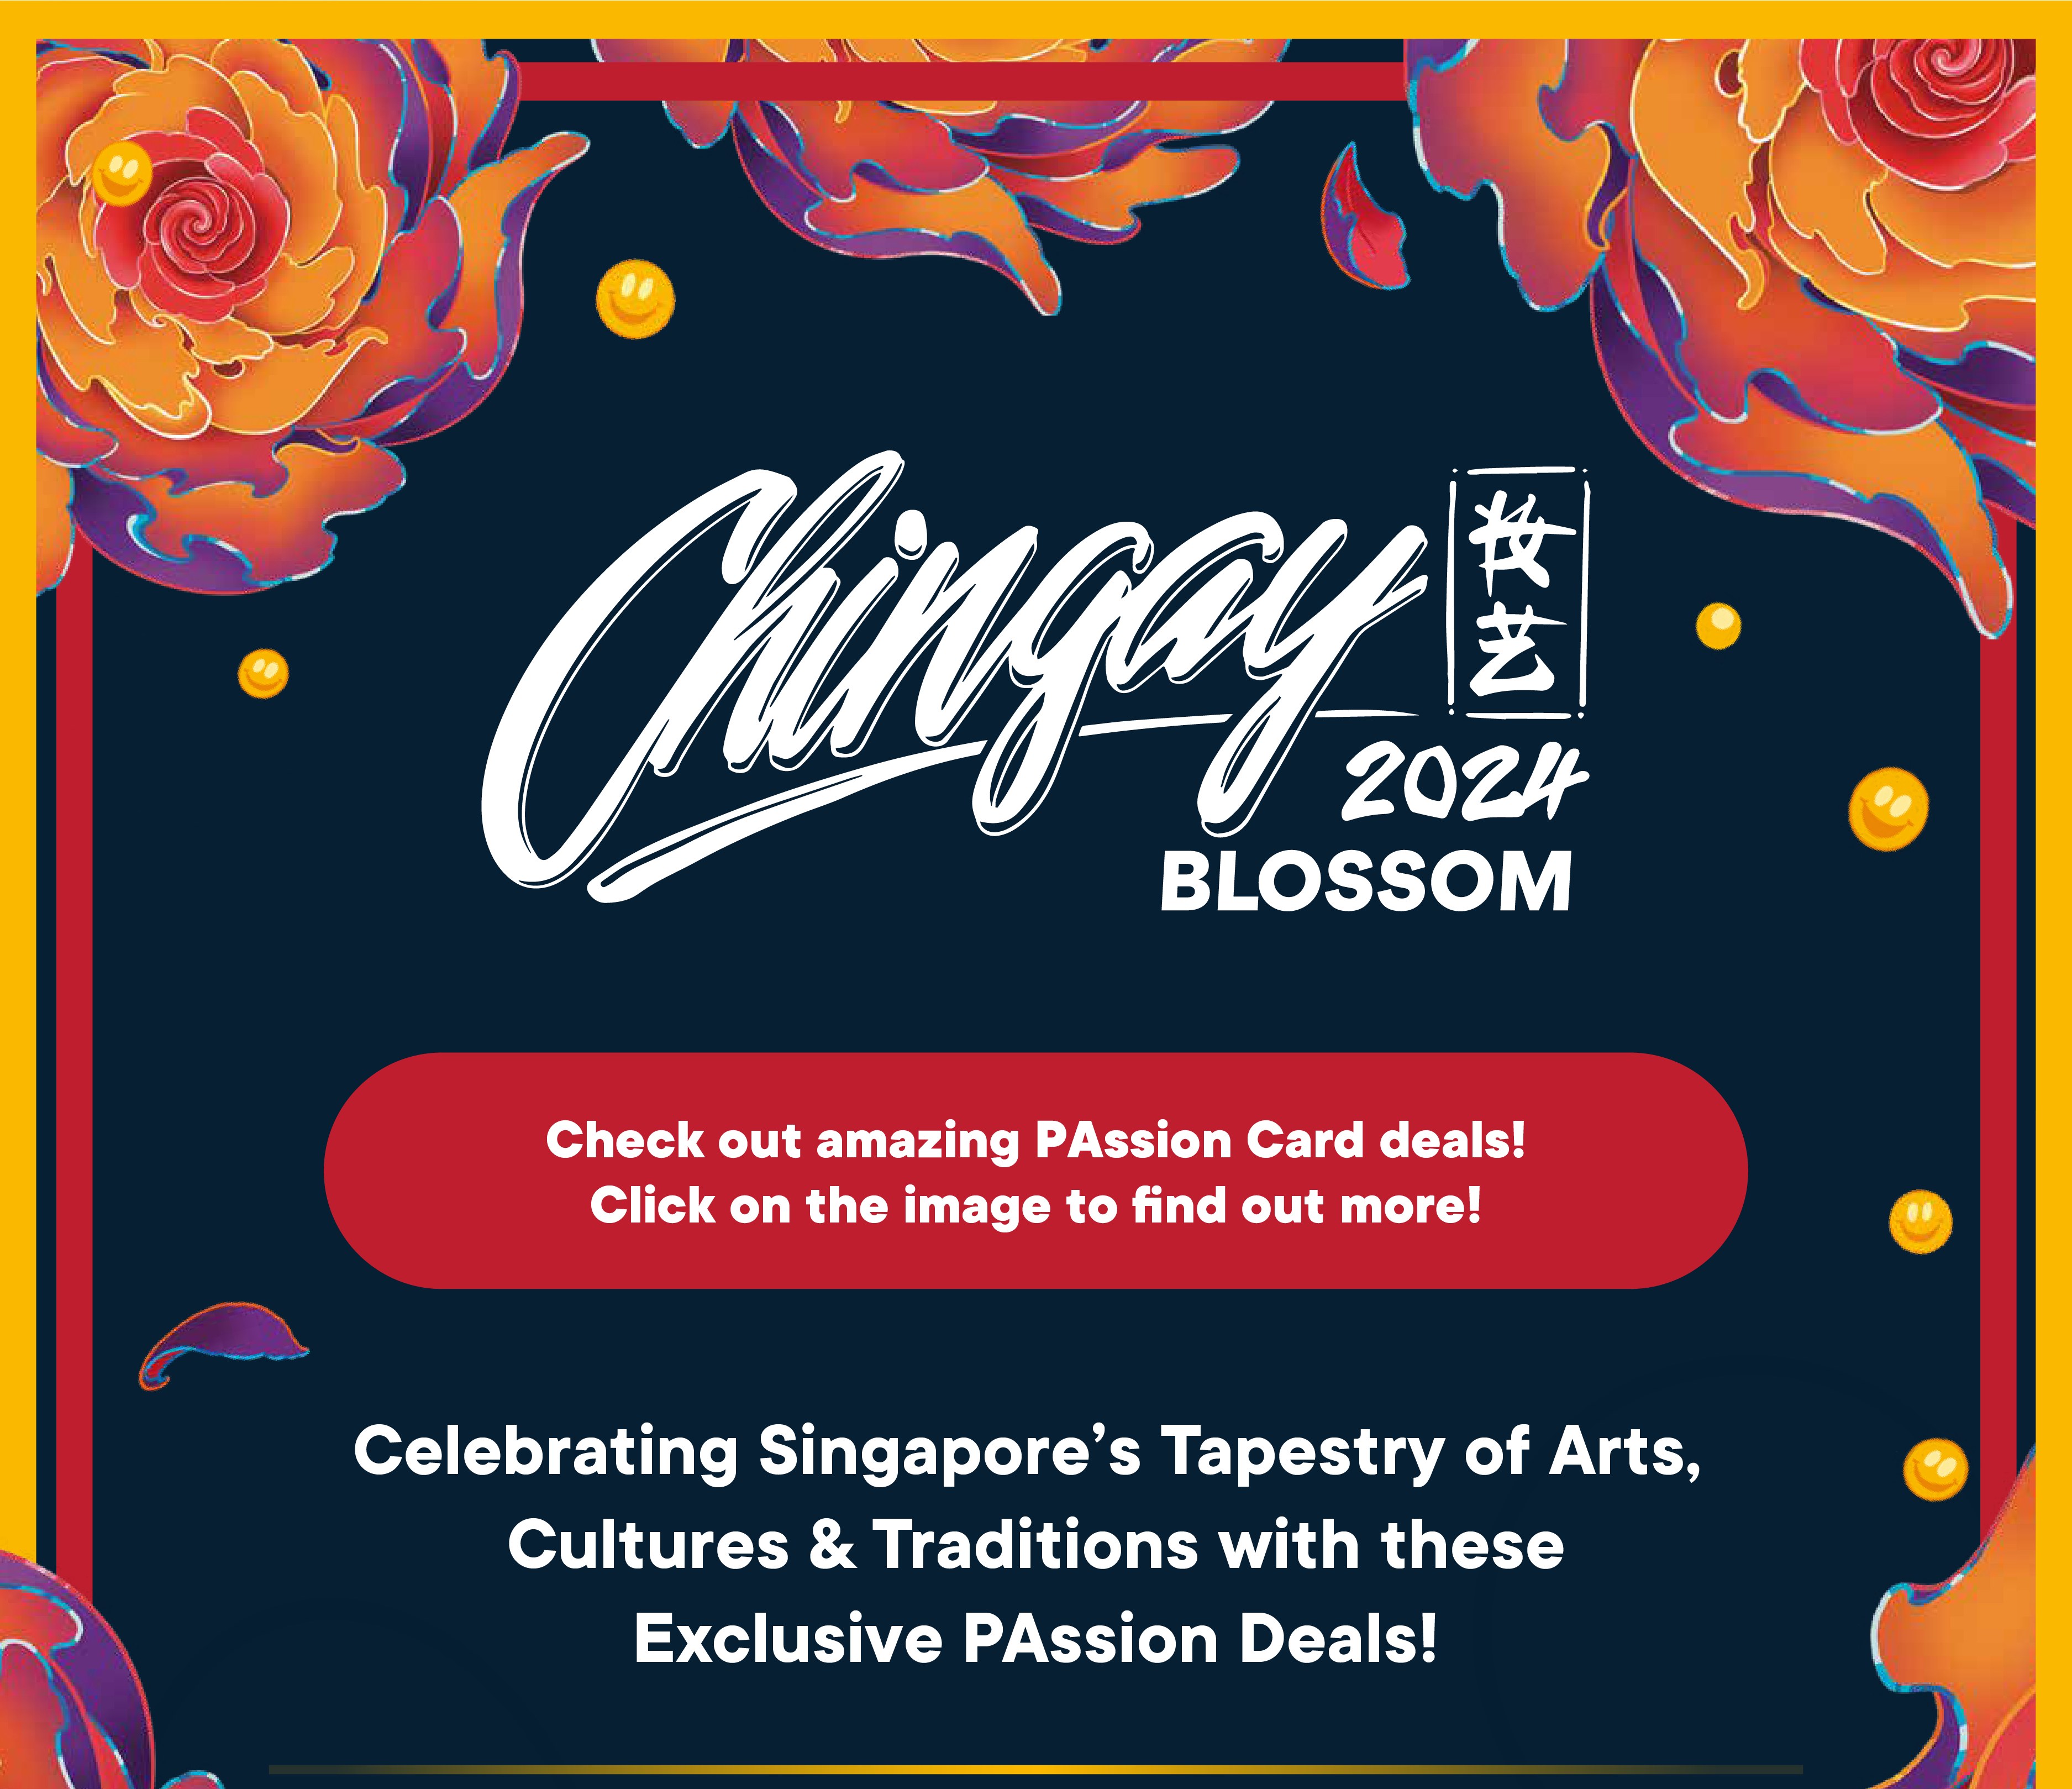 Chingay
妆艺
2024
BLOSSOM
Check out amazing PAssion Card deals!
Click on the image to find out more!
Celebrating Singapore’s Tapestry of Arts,
Cultures & Traditions with these
Exclusive PAssion Deals!